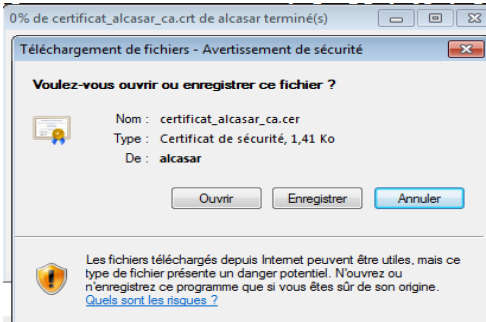 0% de certificat_alcasar_ca.crt de alcasar terminé(s)
Téléchargement de fichiers - Avertissement de sécurité
Voulez-vous ouvrir ou enregistrer ce fichier ?
Nom : certificat_alcasar_ca.cer
Type : Certificat de sécurité, 1,41 Ko
De : alcasar
Ouvrir Enregistrer Annuler
Les fichiers téléchargés depuis Internet peuvent être utiles, mais ce
type de fichier présente un danger potentiel. N'ouvrez ou
n'enregistrez ce programme que si vous êtes sûr de son origine.
Quels sont les risques ?